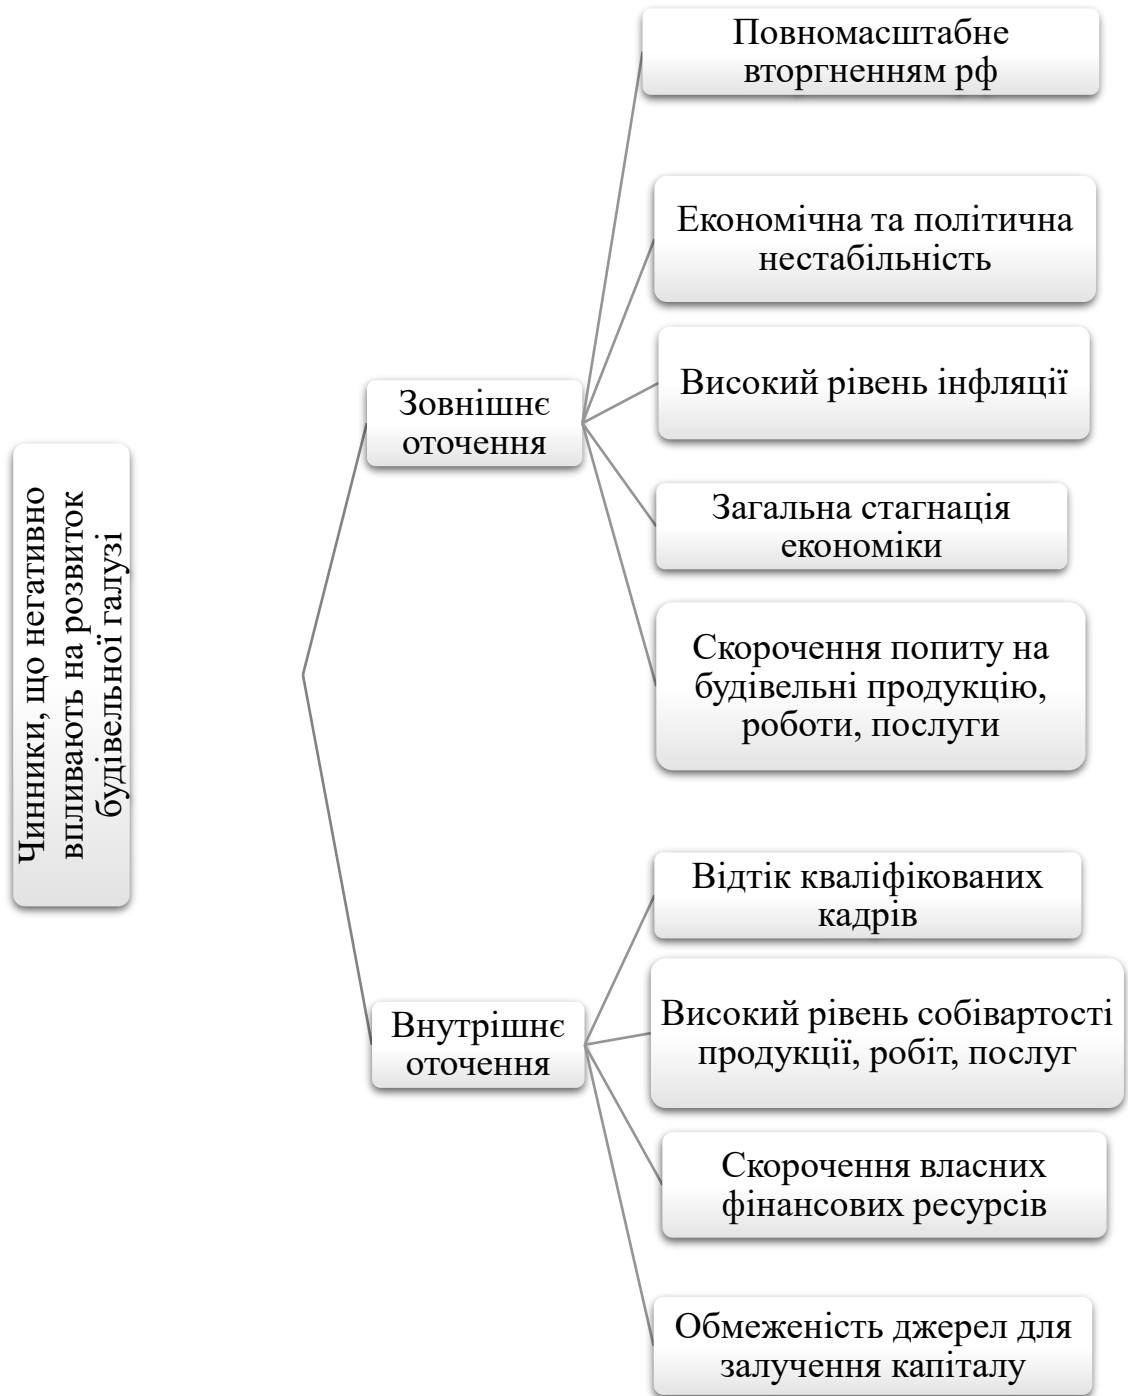 Чинники, що негативно
впливають на розвиток
будівельної галузі
Зовнішнє
оточення
Повномасштабне
вторгненням рф
Економічна та політична
нестабільність
Високий рівень інфляції
Загальна стагнація
економіки
Скорочення попиту на
будівельні продукцію,
роботи, послуги
Внутрішнє
оточення
Відтік кваліфікованих
кадрів
Високий рівень собівартості
продукції, робіт, послуг
Скорочення власних
фінансових ресурсів
Обмеженість джерел для
залучення капіталу